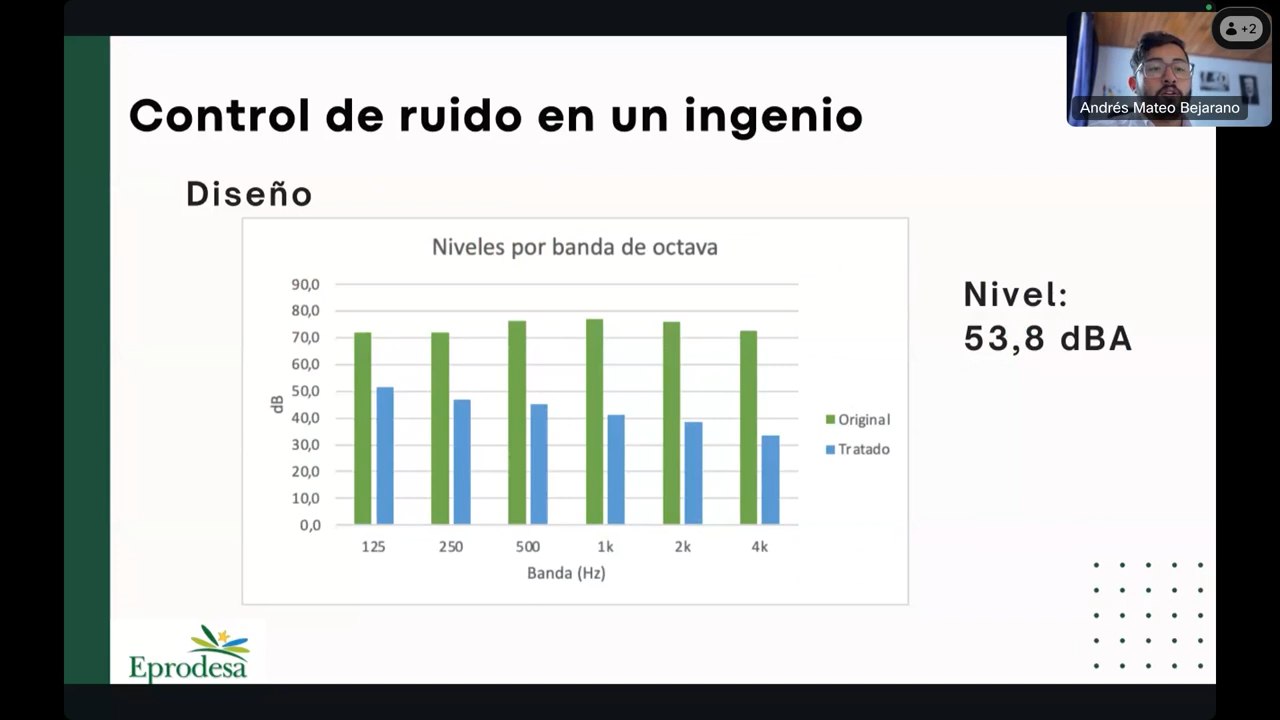 Control de ruido en un ingenio
+2
Andrés Mateo Bejarano
Diseño
Niveles por banda de octava
90,0
80,0
70,0
60,0
50,0
40,0
30,0
20,0
10,0
0,0
dB
125 250 500 1k 2k 4k
Banda (Hz)
Original
Tratado
Nivel:
53,8 dBA
Eprodesa